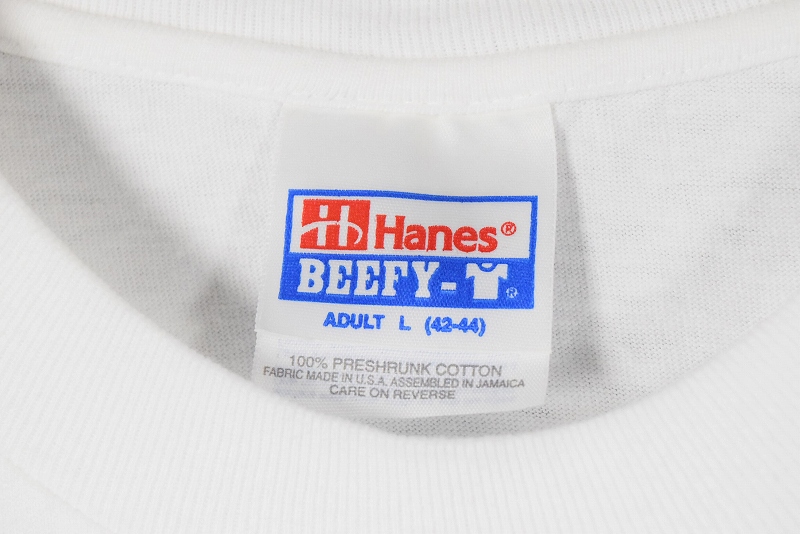 Hanes®
BEEFY-T®
ADULT L (42-44)
100% PRESHRUNK COTTON
FABRIC MADE IN U.S.A. ASSEMBLED IN JAMAICA
CARE ON REVERSE